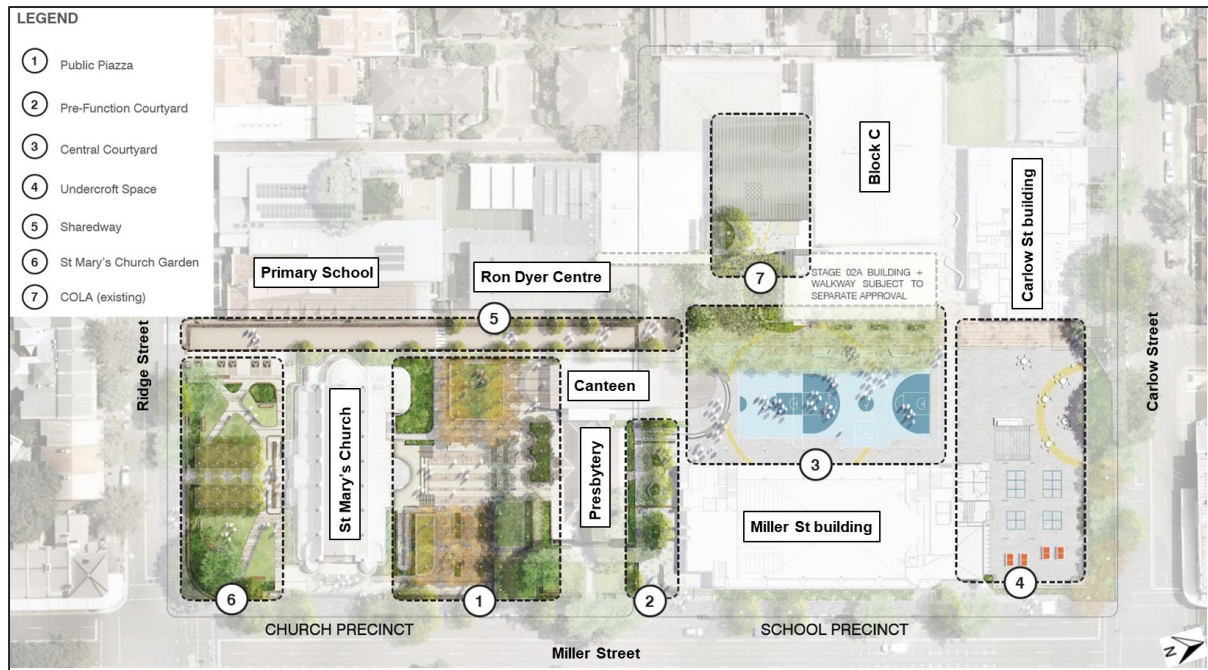 LEGEND
1 Public Piazza
2 Pre-Function Courtyard
3 Central Courtyard
4 Undercroft Space
5 Sharedway
6 St Mary's Church Garden
7 COLA (existing)
Block C
Carlow St building
Primary School
Ron Dyer Centre
7
STAGE 02A BUILDING +
WALKWAY SUBJECT TO
SEPARATE APPROVAL
5
Ridge Street
Carlow Street
Canteen
St Mary's Church
Presbytery
3
Miller St building
4
6
1
2
CHURCH PRECINCT
SCHOOL PRECINCT
Miller Street
N